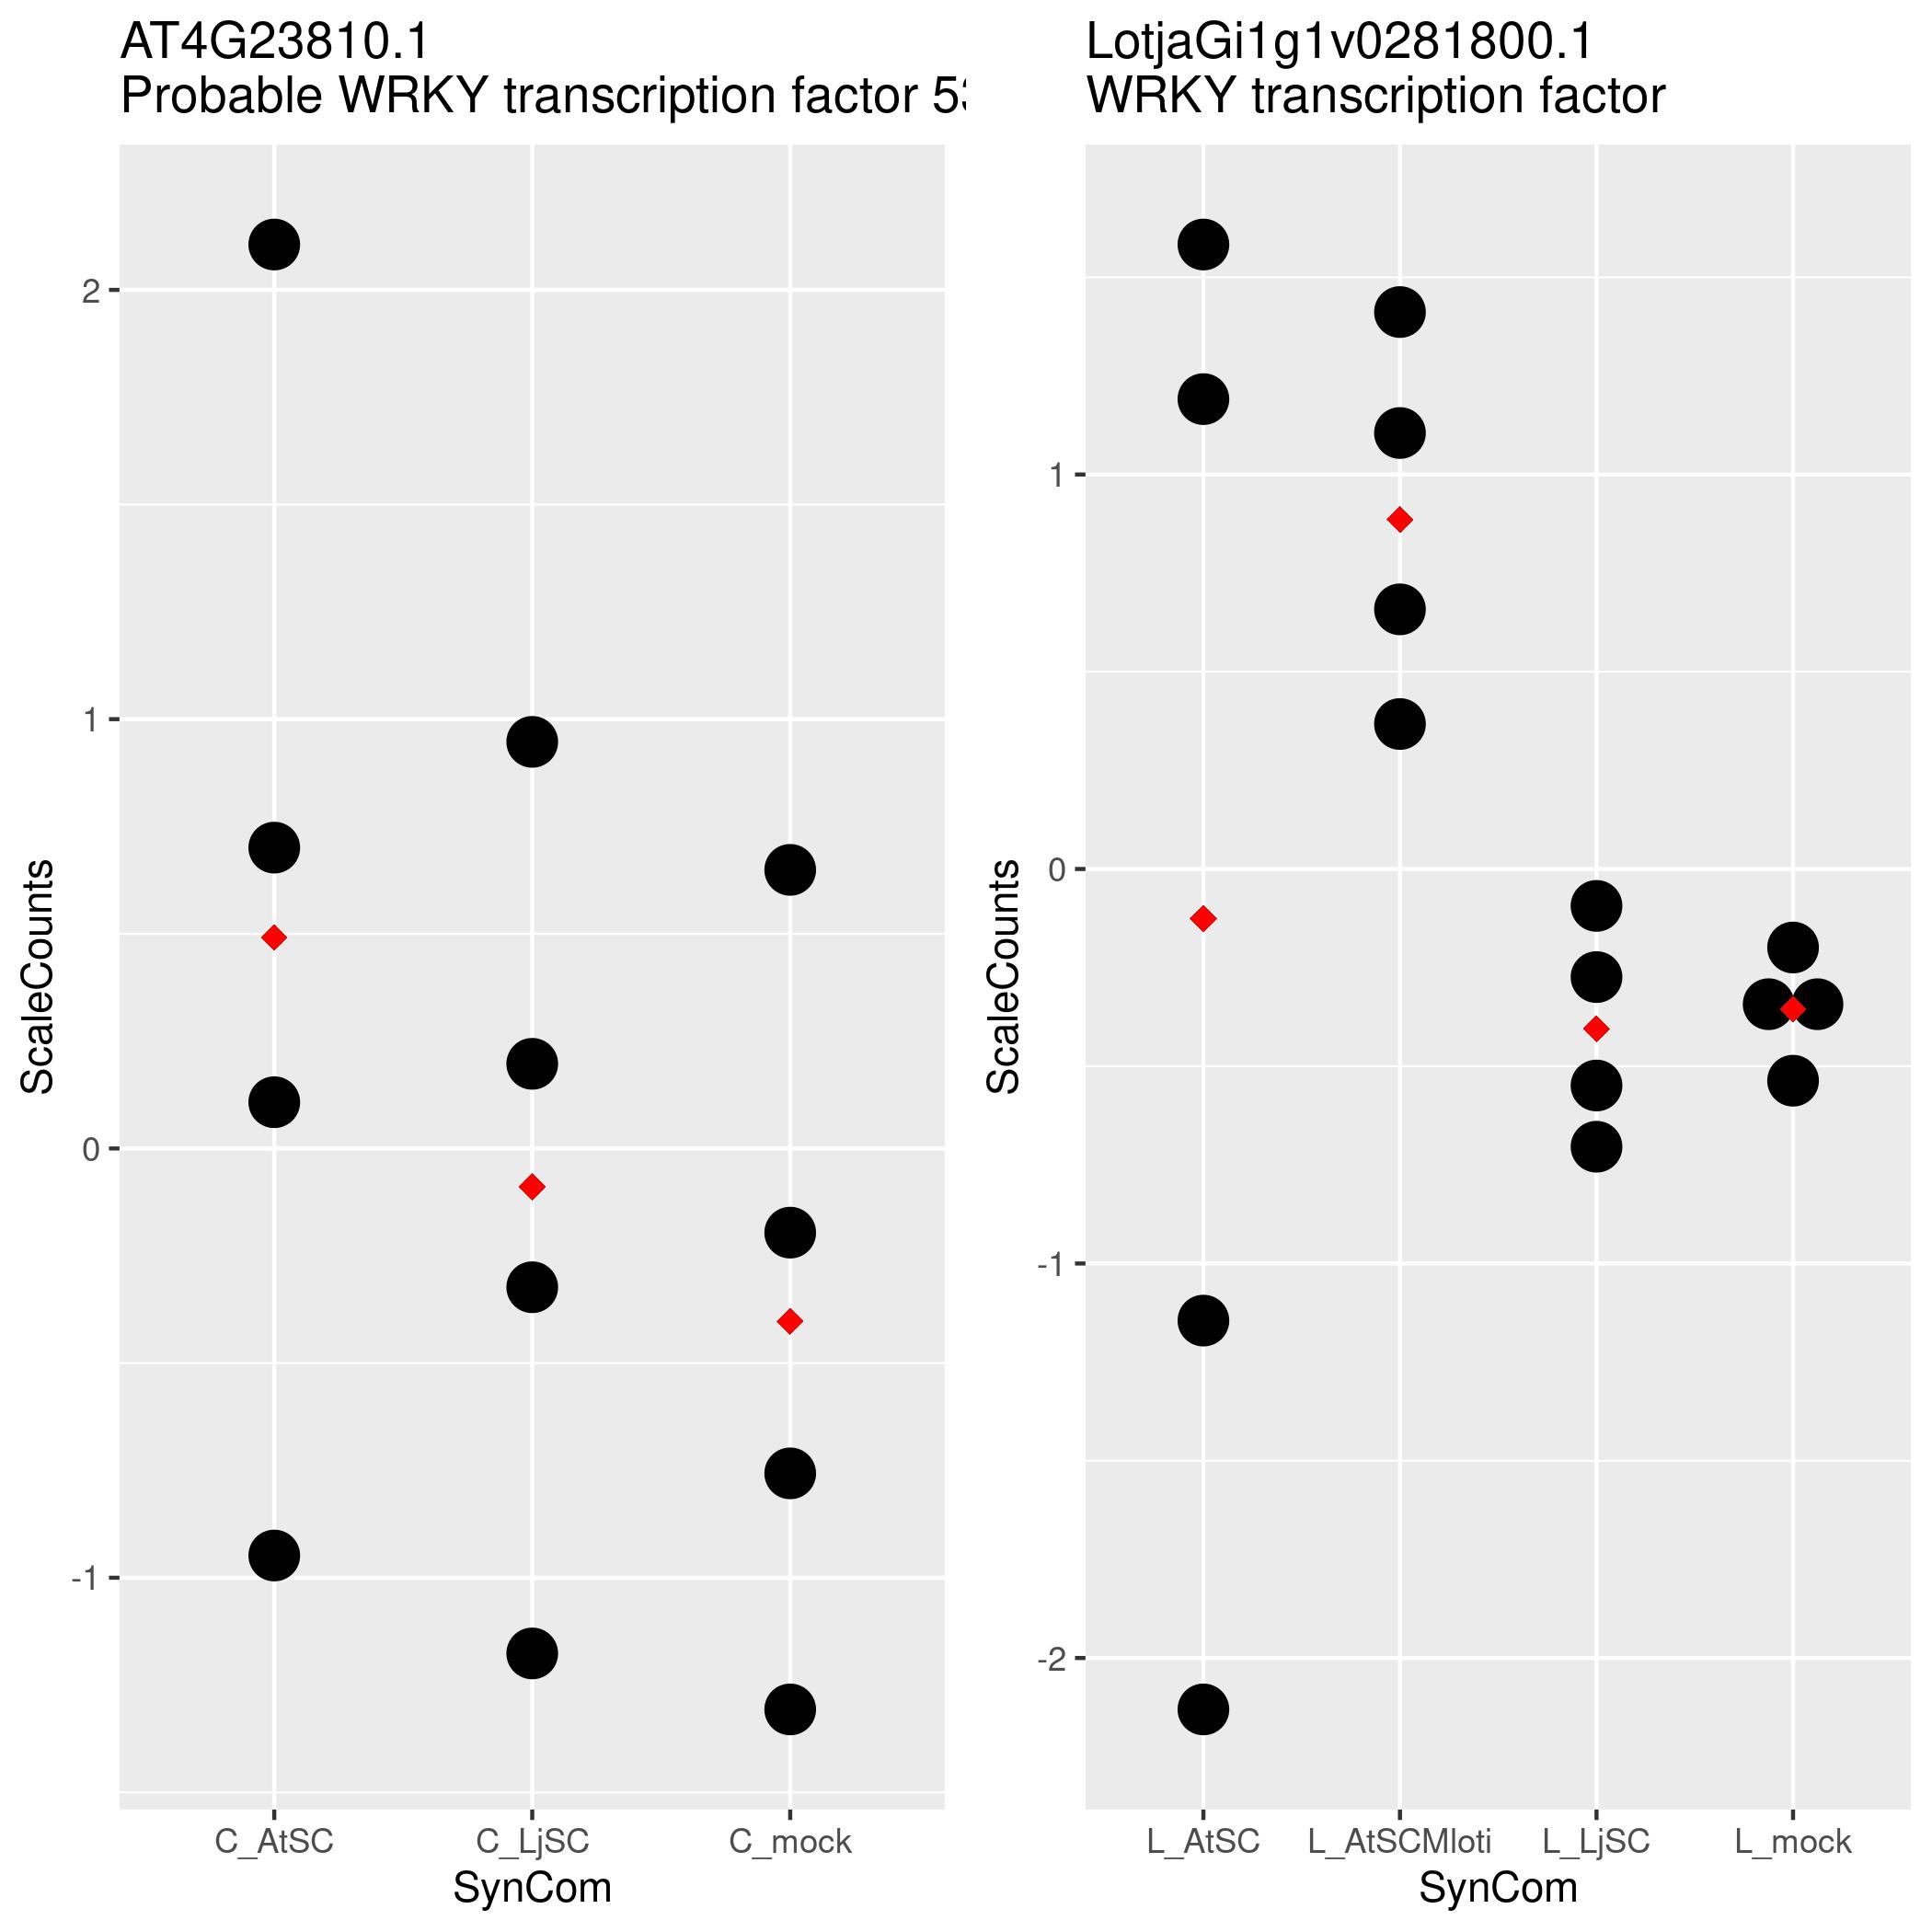 AT4G23810.1
Probable WRKY transcription factor
ScaleCounts
2
1
0
-1
C_AtSC C_LjSC C_mock
SynCom
LotjaGi1g1v0281800.1
WRKY transcription factor
ScaleCounts
1
0
-1
-2
L_AtSC L_AtSCMloti L_LjSC L_mock
SynCom